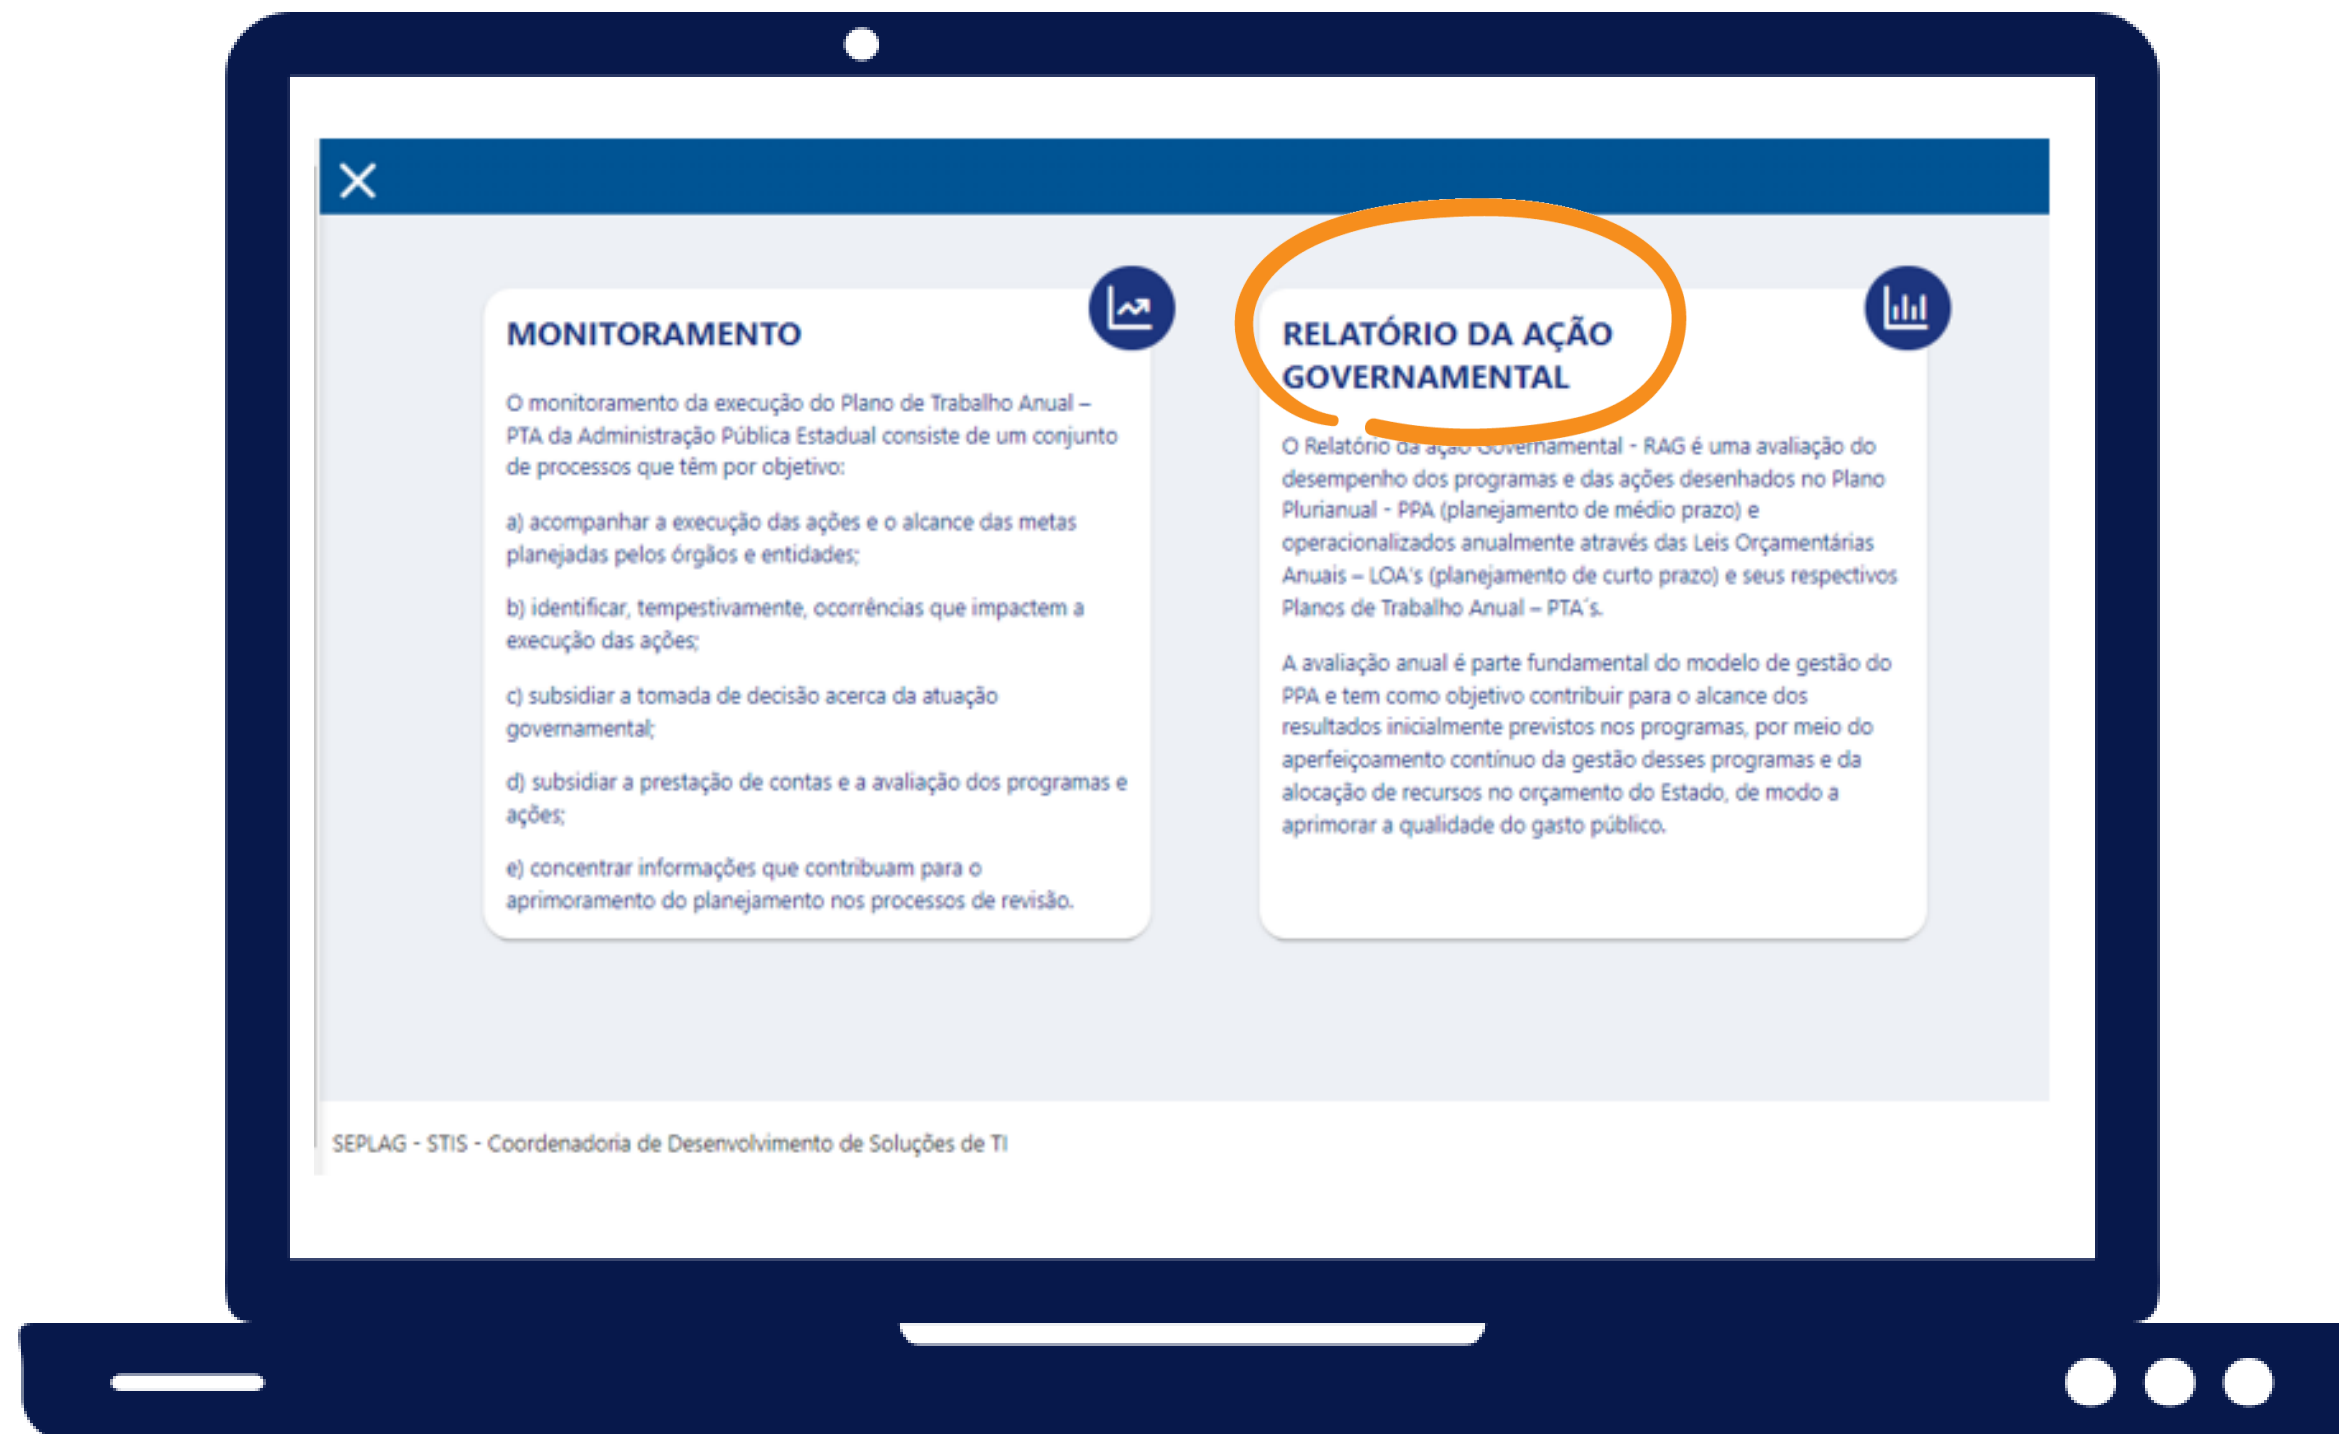 MONITORAMENTO
O monitoramento da execução do Plano de Trabalho Anual –
PTA da Administração Pública Estadual consiste de um conjunto
de processos que têm por objetivo:
a) acompanhar a execução das ações e o alcance das metas
planejadas pelos órgãos e entidades;
b) identificar, tempestivamente, ocorrências que impactem a
execução das ações;
c) subsidiar a tomada de decisão acerca da atuação
governamental;
d) subsidiar a prestação de contas e a avaliação dos programas e
ações;
e) concentrar informações que contribuam para o
aprimoramento do planejamento nos processos de revisão.
RELATÓRIO DA AÇÃO
GOVERNAMENTAL
O Relatório da ação Governamental - RAG é uma avaliação do
desempenho dos programas e das ações desenhados no Plano
Plurianual - PPA (planejamento de médio prazo) e
operacionalizados anualmente através das Leis Orçamentárias
Anuais – LOA's (planejamento de curto prazo) e seus respectivos
Planos de Trabalho Anual – PTA´s.
A avaliação anual é parte fundamental do modelo de gestão do
PPA e tem como objetivo contribuir para o alcance dos
resultados inicialmente previstos nos programas, por meio do
aperfeiçoamento contínuo da gestão desses programas e da
alocação de recursos no orçamento do Estado, de modo a
aprimorar a qualidade do gasto público.
SEPLAG - STIS - Coordenadoria de Desenvolvimento de Soluções de TI